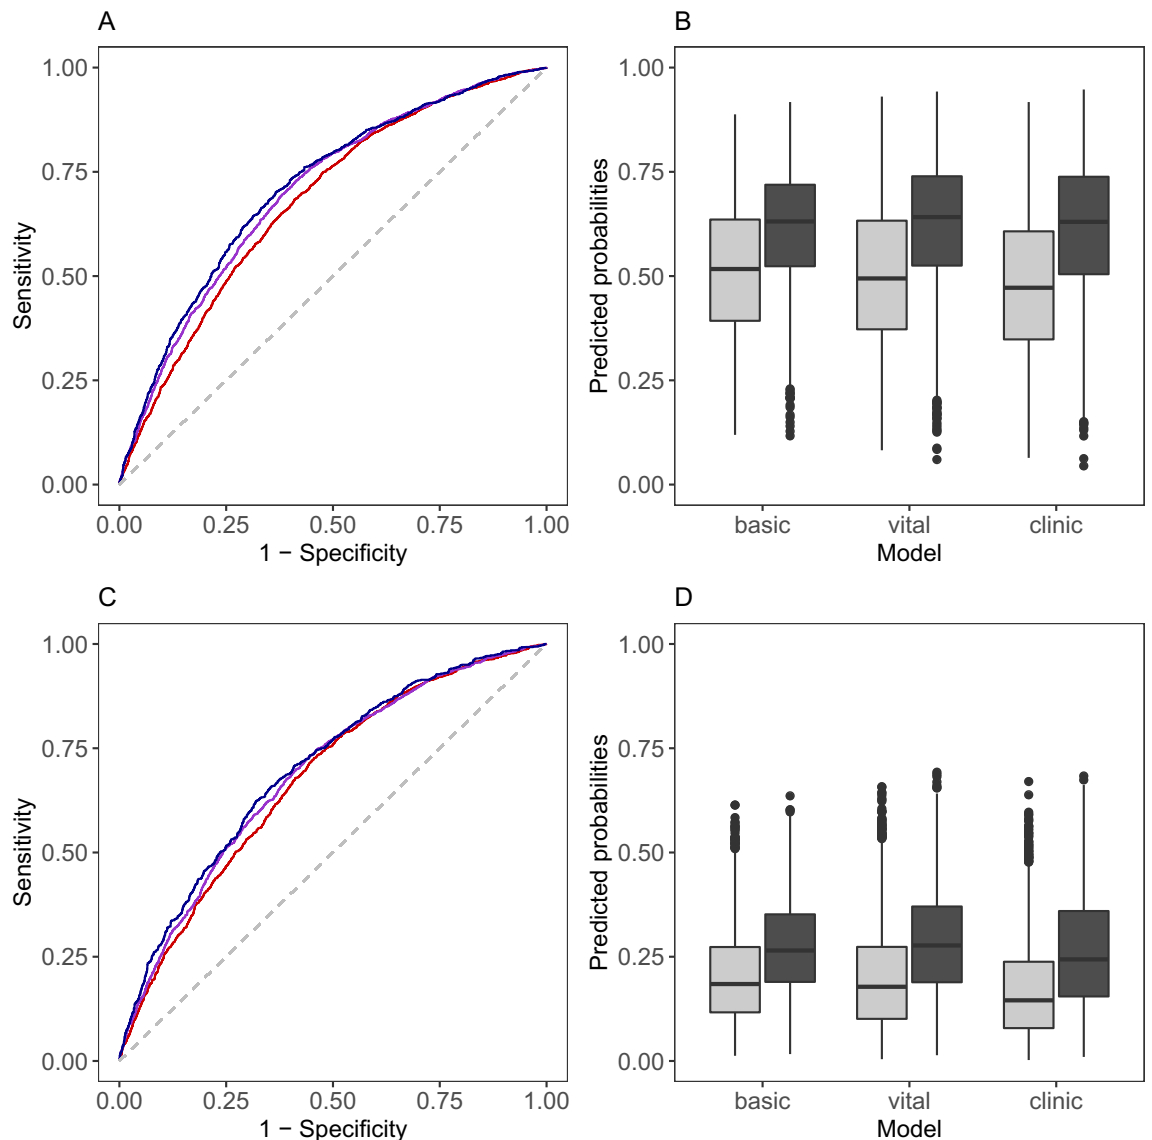 A
1.00
0.75
0.50
0.25
0.00
Sensitivity
0.00 0.25 0.50 0.75 1.00
1 − Specificity
B
1.00
0.75
0.50
0.25
0.00
Predicted probabilities
basic vital clinic
Model
C
1.00
0.75
0.50
0.25
0.00
Sensitivity
0.00 0.25 0.50 0.75 1.00
1 − Specificity
D
1.00
0.75
0.50
0.25
0.00
Predicted probabilities
basic vital clinic
Model